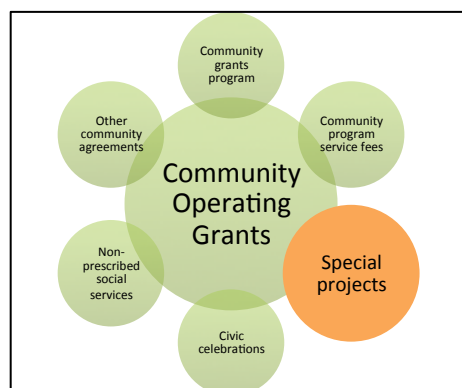 Community
grants
program
Other
community
agreements
Community
program
service fees
Community
Operating
Grants
Non-
prescribed
social
services
Special
projects
Civic
celebrations